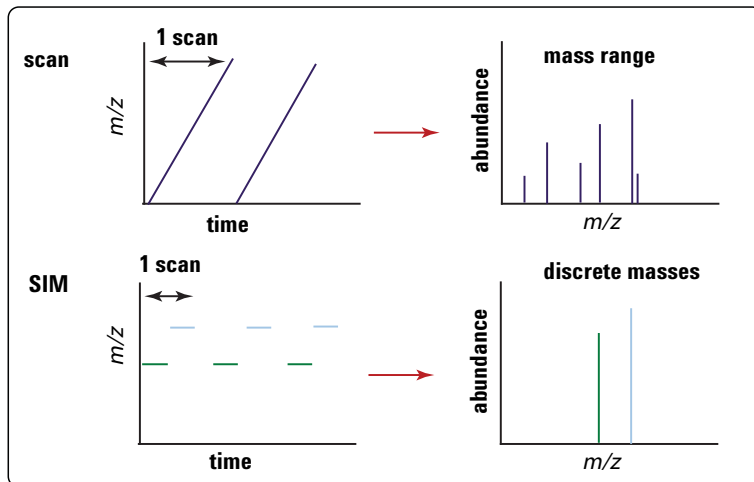 scan
1 scan
m/z
time
mass range
abundance
m/z
SIM
1 scan
m/z
time
discrete masses
abundance
m/z